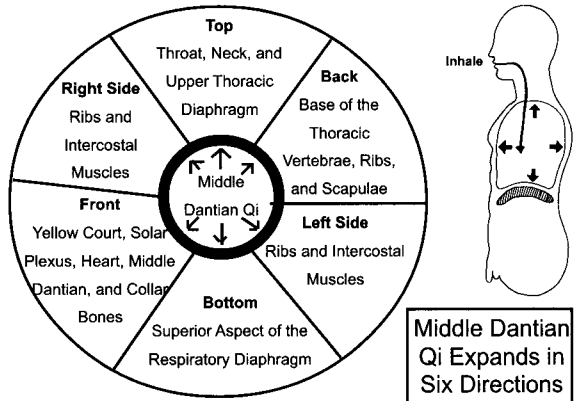 Top
Throat, Neck, and
Upper Thoracic
Diaphragm
Right Side
Ribs and
Intercostal
Muscles
Back
Base of the
Thoracic
Vertebrae, Ribs,
and Scapulae
Middle
Dantian Qi
Front
Yellow Court, Solar
Plexus, Heart, Middle
Dantian, and Collar
Bones
Left Side
Ribs and Intercostal
Muscles
Bottom
Superior Aspect of the
Respiratory Diaphragm
Inhale
Middle Dantian
Qi Expands in
Six Directions